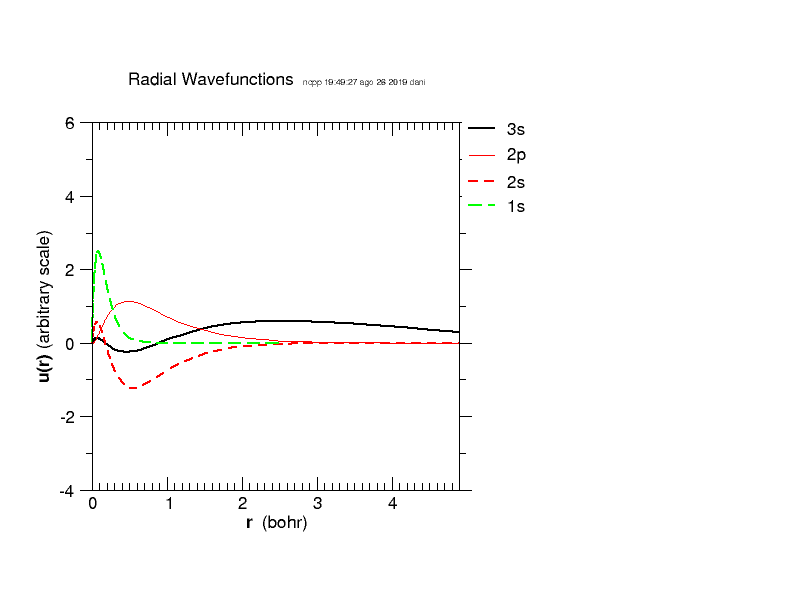 Radial Wavefunctions ncpp 19:49:27 ago 26 2019 dani
6
4
2
0
-2
-4
u(r) (arbitrary scale)
0 1 2 3 4
r (bohr)
3s
2p
2s
1s